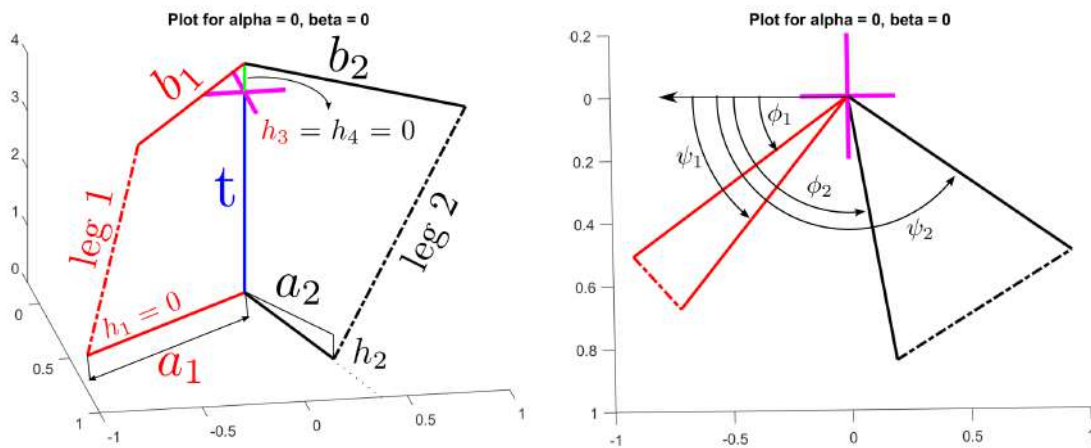 Plot for alpha = 0, beta = 0
4
3
2
1
0
0
0.5
1
-1
-0.5
0
0.5
1
b₁
b₂
h₃ = h₄ = 0
t
leg 1
leg 2
h₁ = 0
a₂
a₁
h₂
Plot for alpha = 0, beta = 0
-0.2
0
0.2
0.4
0.6
0.8
1
-1
-0.5
0
0.5
1
ϕ₁
ψ₁
ϕ₂
ψ₂